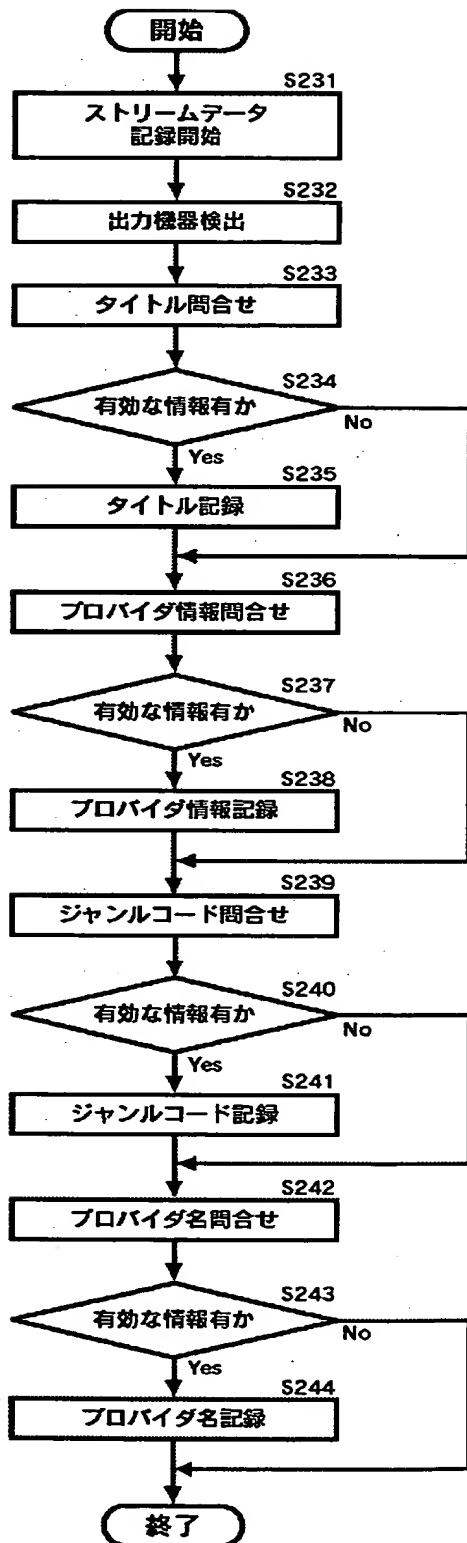 開始
S231
ストリームデータ
記録開始
S232
出力機器検出
S233
タイトル問合せ
S234
有効な情報有か
No
Yes
S235
タイトル記録
S236
プロバイダ情報問合せ
S237
有効な情報有か
No
Yes
S238
プロバイダ情報記録
S239
ジャンルコード問合せ
S240
有効な情報有か
No
Yes
S241
ジャンルコード記録
S242
プロバイダ名問合せ
S243
有効な情報有か
No
Yes
S244
プロバイダ名記録
終了